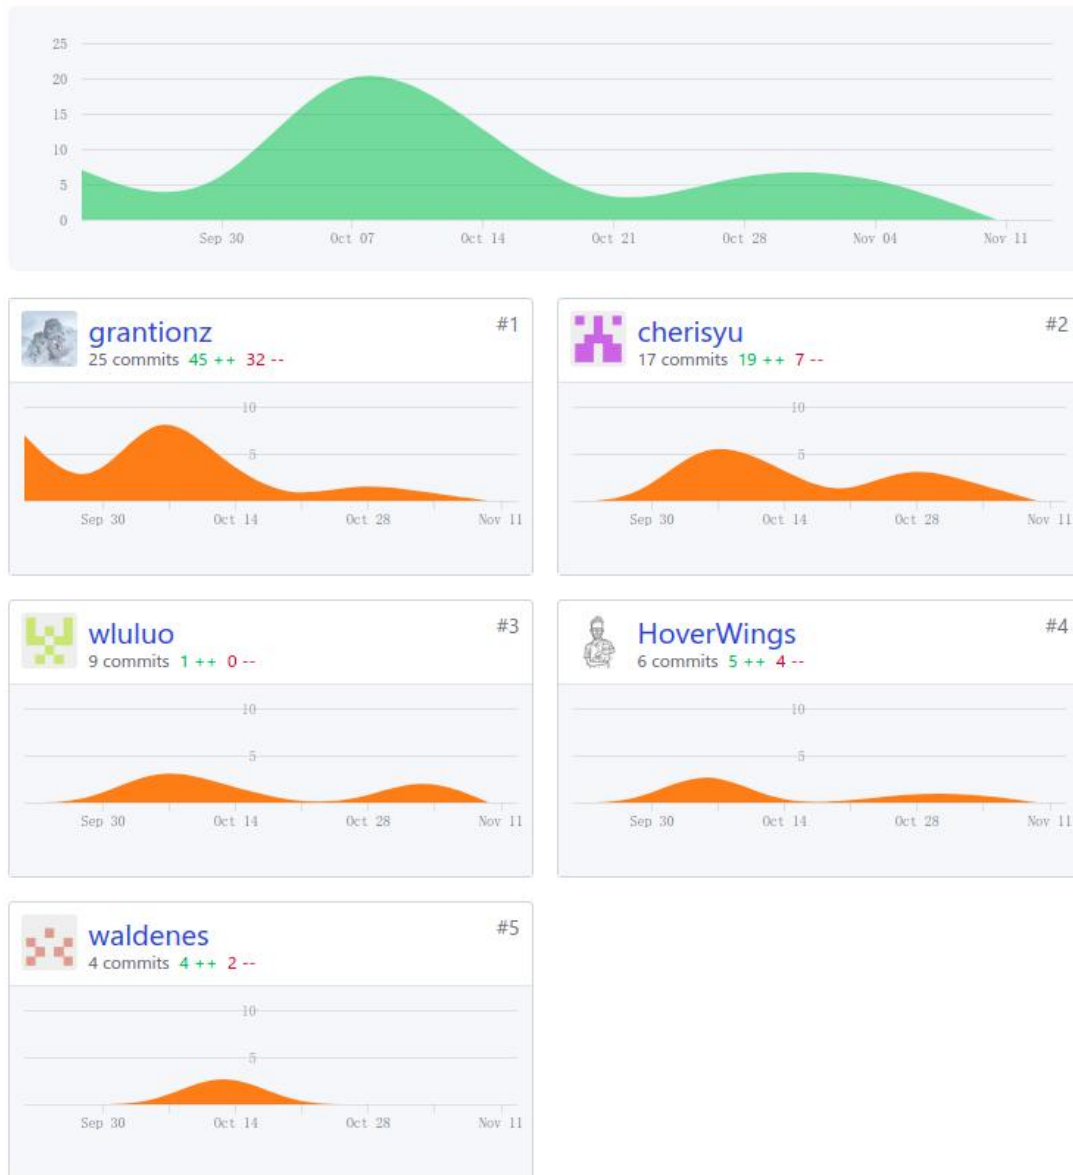 25
20
15
10
5
0
Sep 30 Oct 07 Oct 14 Oct 21 Oct 28 Nov 04 Nov 11
grantionz #1
25 commits 45 ++ 32 --
10
5
Sep 30 Oct 14 Oct 28 Nov 11
cherisyu #2
17 commits 19 ++ 7 --
10
5
Sep 30 Oct 14 Oct 28 Nov 11
wluluo #3
9 commits 1 ++ 0 --
10
5
Sep 30 Oct 14 Oct 28 Nov 11
HoverWings #4
6 commits 5 ++ 4 --
10
5
Sep 30 Oct 14 Oct 28 Nov 11
waldenes #5
4 commits 4 ++ 2 --
10
5
Sep 30 Oct 14 Oct 28 Nov 11